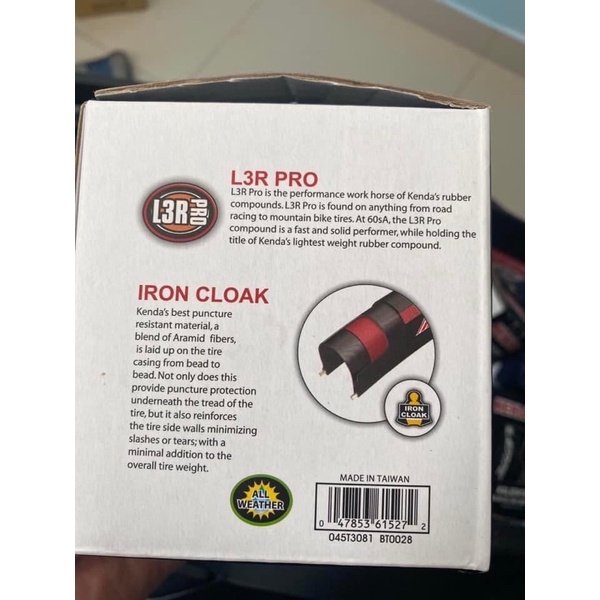 L3R PRO
L3R Pro is the performance work horse of Kenda's rubber
compounds. L3R Pro is found on anything from road
racing to mountain bike tires. At 60sA, the L3R Pro
compound is a fast and solid performer, while holding the
title of Kenda's lightest weight rubber compound.
L3R
PRO
IRON CLOAK
Kenda's best puncture
resistant material, a
blend of Aramid fibers,
is laid up on the tire
casing from bead to
bead. Not only does this
provide puncture protection
underneath the tread of the
tire, but it also reinforces
the tire side walls minimizing
slashes or tears; with a
minimal addition to the
overall tire weight.
IRON
CLOAK
ALL
WEATHER
MADE IN TAIWAN
0 47853 61527 2
045T3081 BT0028